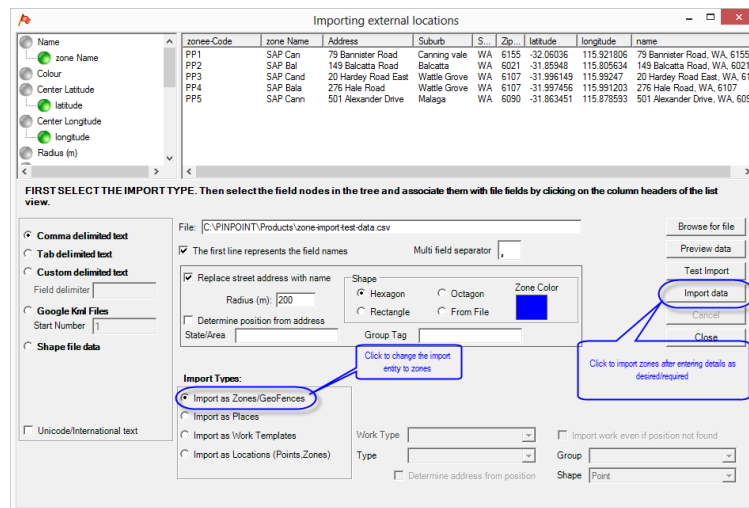 Importing external locations
Name
zone Name
Colour
Center Latitude
latitude
Center Longitude
longitude
Radius (m)
zonee-Code zone Name Address Suburb S... Zip... latitude longitude name
PP1 SAP Can 79 Bannister Road Canning vale WA 6155 -32.06036 115.921806 79 Bannister Road, WA, 6155
PP2 SAP Bal 149 Balcatta Road Balcatta WA 6021 -31.85948 115.805634 149 Balcatta Road, WA, 6021
PP3 SAP Cand 20 Hardey Road East Wattle Grove WA 6107 -31.996149 115.99247 20 Hardey Road East, WA, 61
PP4 SAP Bala 276 Hale Road Wattle Grove WA 6107 -31.997456 115.991203 276 Hale Road, WA, 6107
PP5 SAP Cann 501 Alexander Drive Malaga WA 6090 -31.863451 115.878593 501 Alexander Drive, WA, 609
FIRST SELECT THE IMPORT TYPE. Then select the field nodes in the tree and associate them with file fields by clicking on the column headers of the list
view.
Comma delimited text
Tab delimited text
Custom delimited text
Field delimiter
Google Kml Files
Start Number 1
Shape file data
Unicode/International text
File: C:\PINPOINT\Products\zone-import-test-data.csv
The first line represents the field names Multi field separator ,
Replace street address with name
Radius (m): 200
Determine position from address
State/Area Group Tag
Shape
Hexagon Octagon
Rectangle From File
Zone Color
Browse for file
Preview data
Test Import
Import data
Cancel
Close
Click to change the import
entity to zones
Click to import zones after entering details as
desired/required
Import Types:
Import as Zones/GeoFences
Import as Places
Import as Work Templates
Import as Locations (Points,Zones)
Work Type Import work even if position not found
Type Group
Determine address from position Shape Point